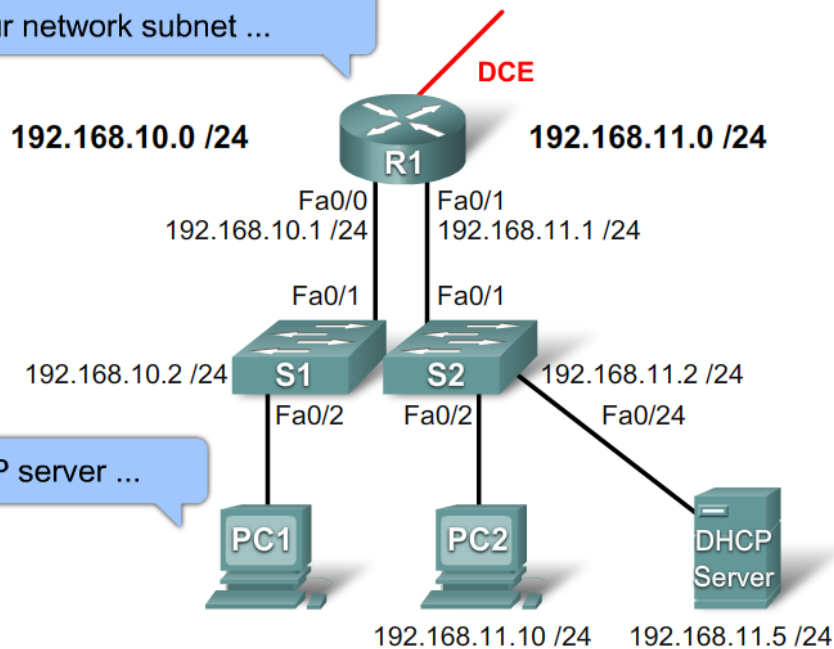 network subnet ...
DCE
192.168.10.0 /24
192.168.11.0 /24
R1
Fa0/0
Fa0/1
192.168.10.1 /24
192.168.11.1 /24
Fa0/1
Fa0/1
192.168.10.2 /24
S1
S2
192.168.11.2 /24
Fa0/2
Fa0/2
Fa0/24
P server ...
PC1
PC2
DHCP
Server
192.168.11.10 /24
192.168.11.5 /24